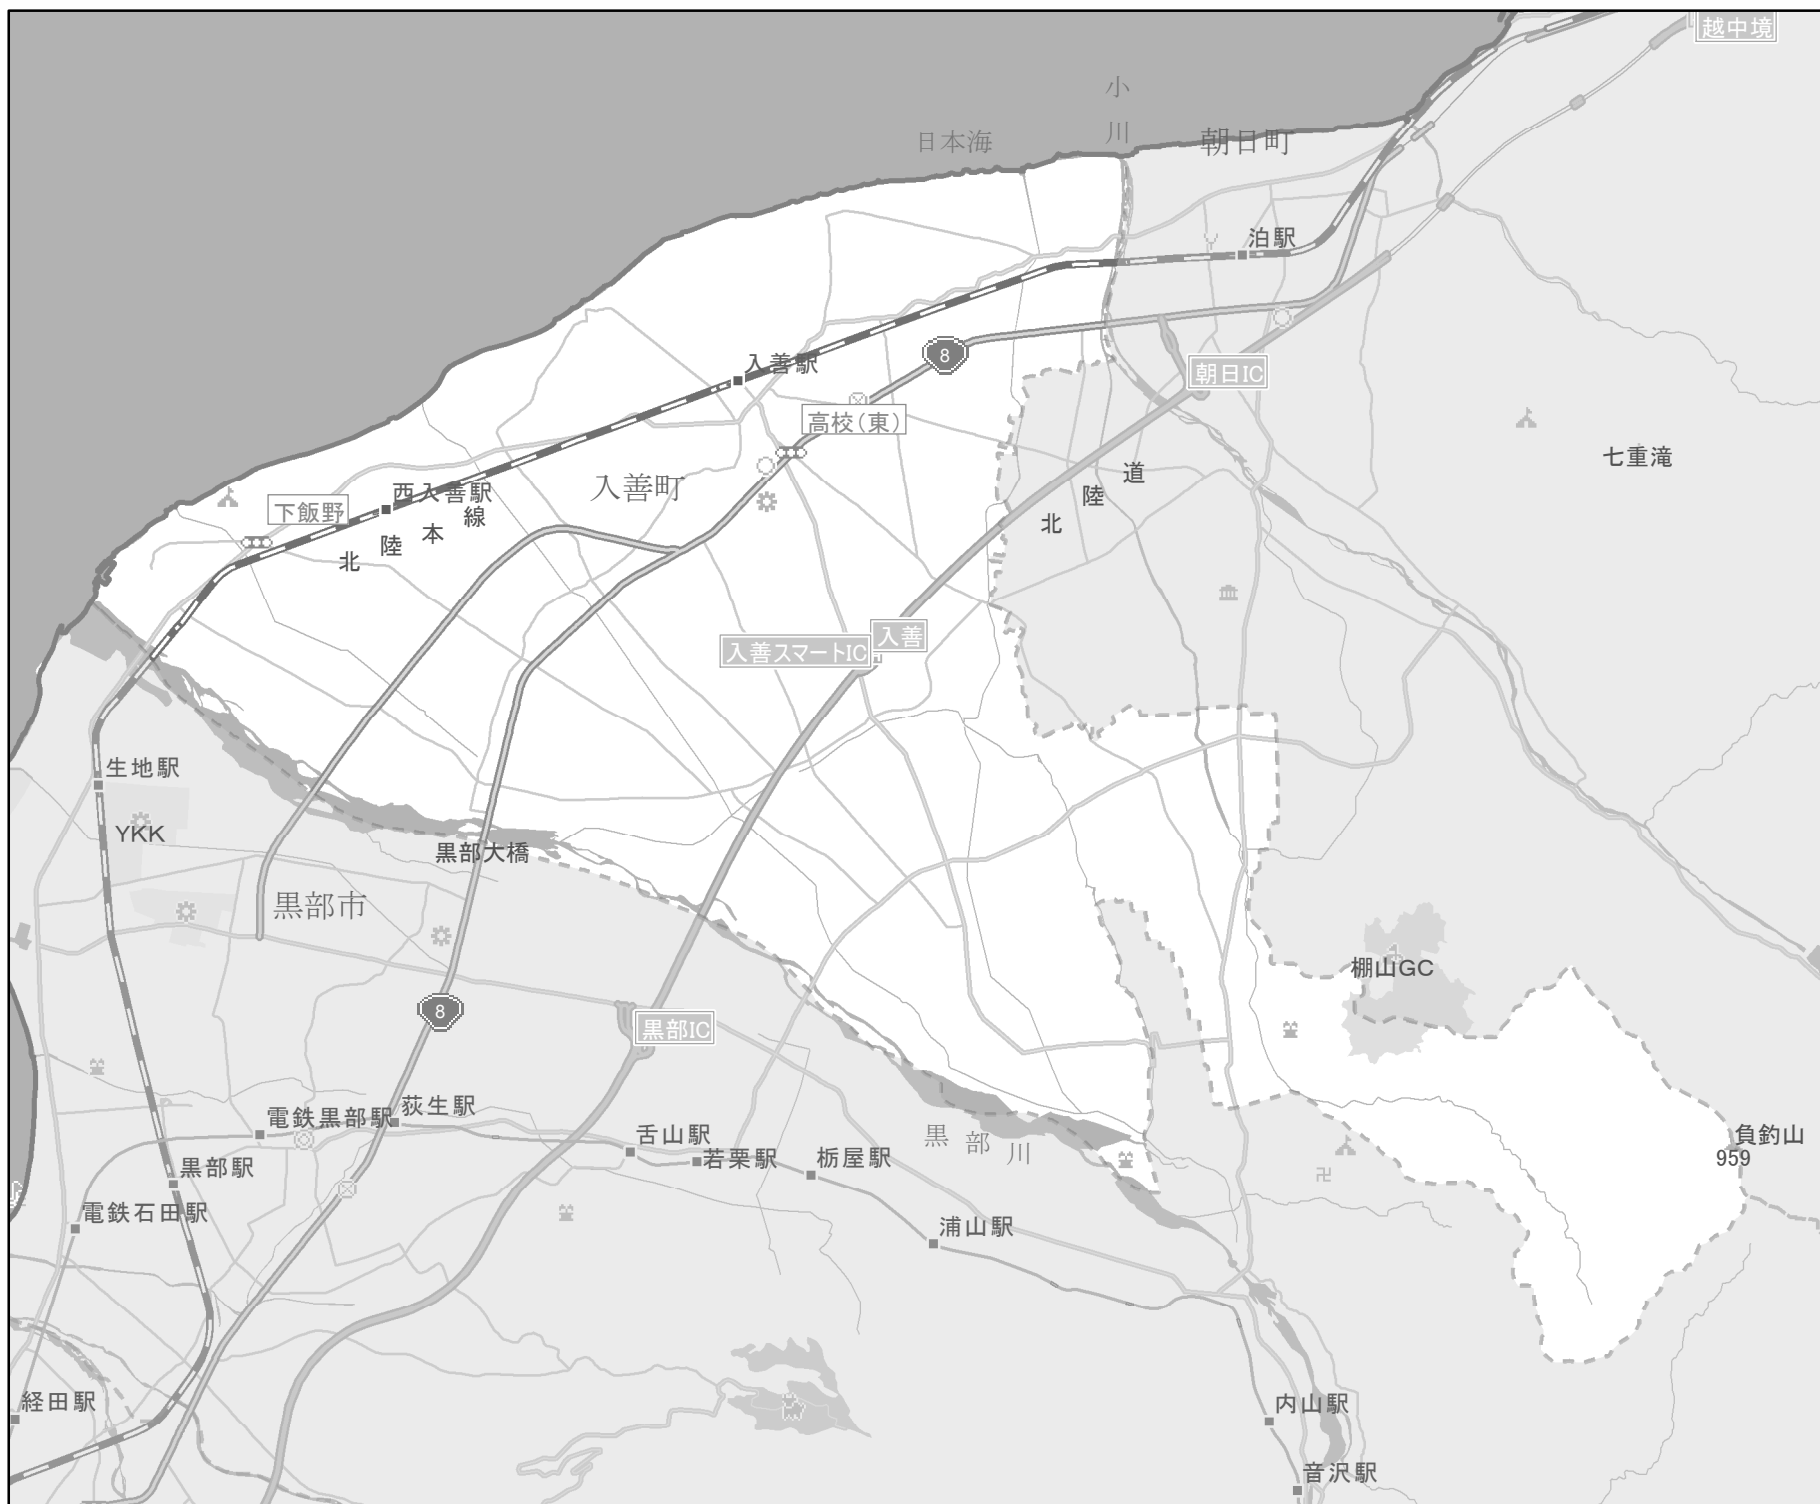 越中境
小川
日本海
朝日町
泊駅
8
入善駅
朝日IC
高校(東)
七重滝
道
陸
北
入善町
西入善駅
下飯野
線
本
陸
北
入善
入善スマートIC
生地駅
YKK
黒部大橋
黒部市
棚山GC
8
黒部IC
荻生駅
電鉄黒部駅
舌山駅
若栗駅
栃屋駅
黒部川
負釣山
959
黒部駅
電鉄石田駅
浦山駅
経田駅
内山駅
音沢駅